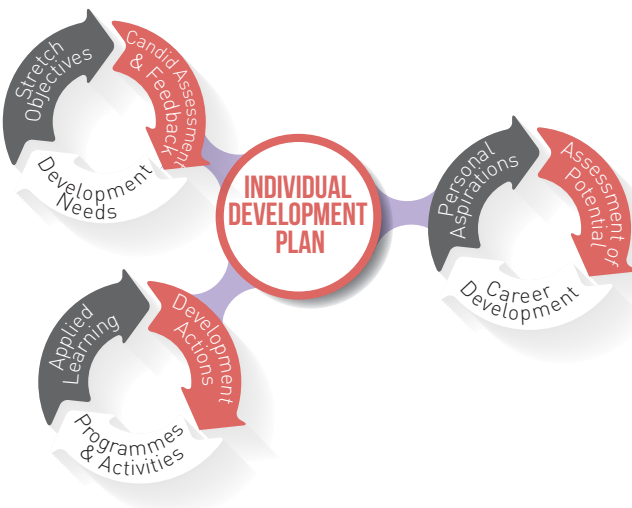 Stretch
Objectives
Candid Assessment
& Feedback
Development
Needs
INDIVIDUAL
DEVELOPMENT
PLAN
Personal
Aspirations
Assessment of
Potential
Career
Development
Applied
Learning
Development
Actions
Programmes
& Activities